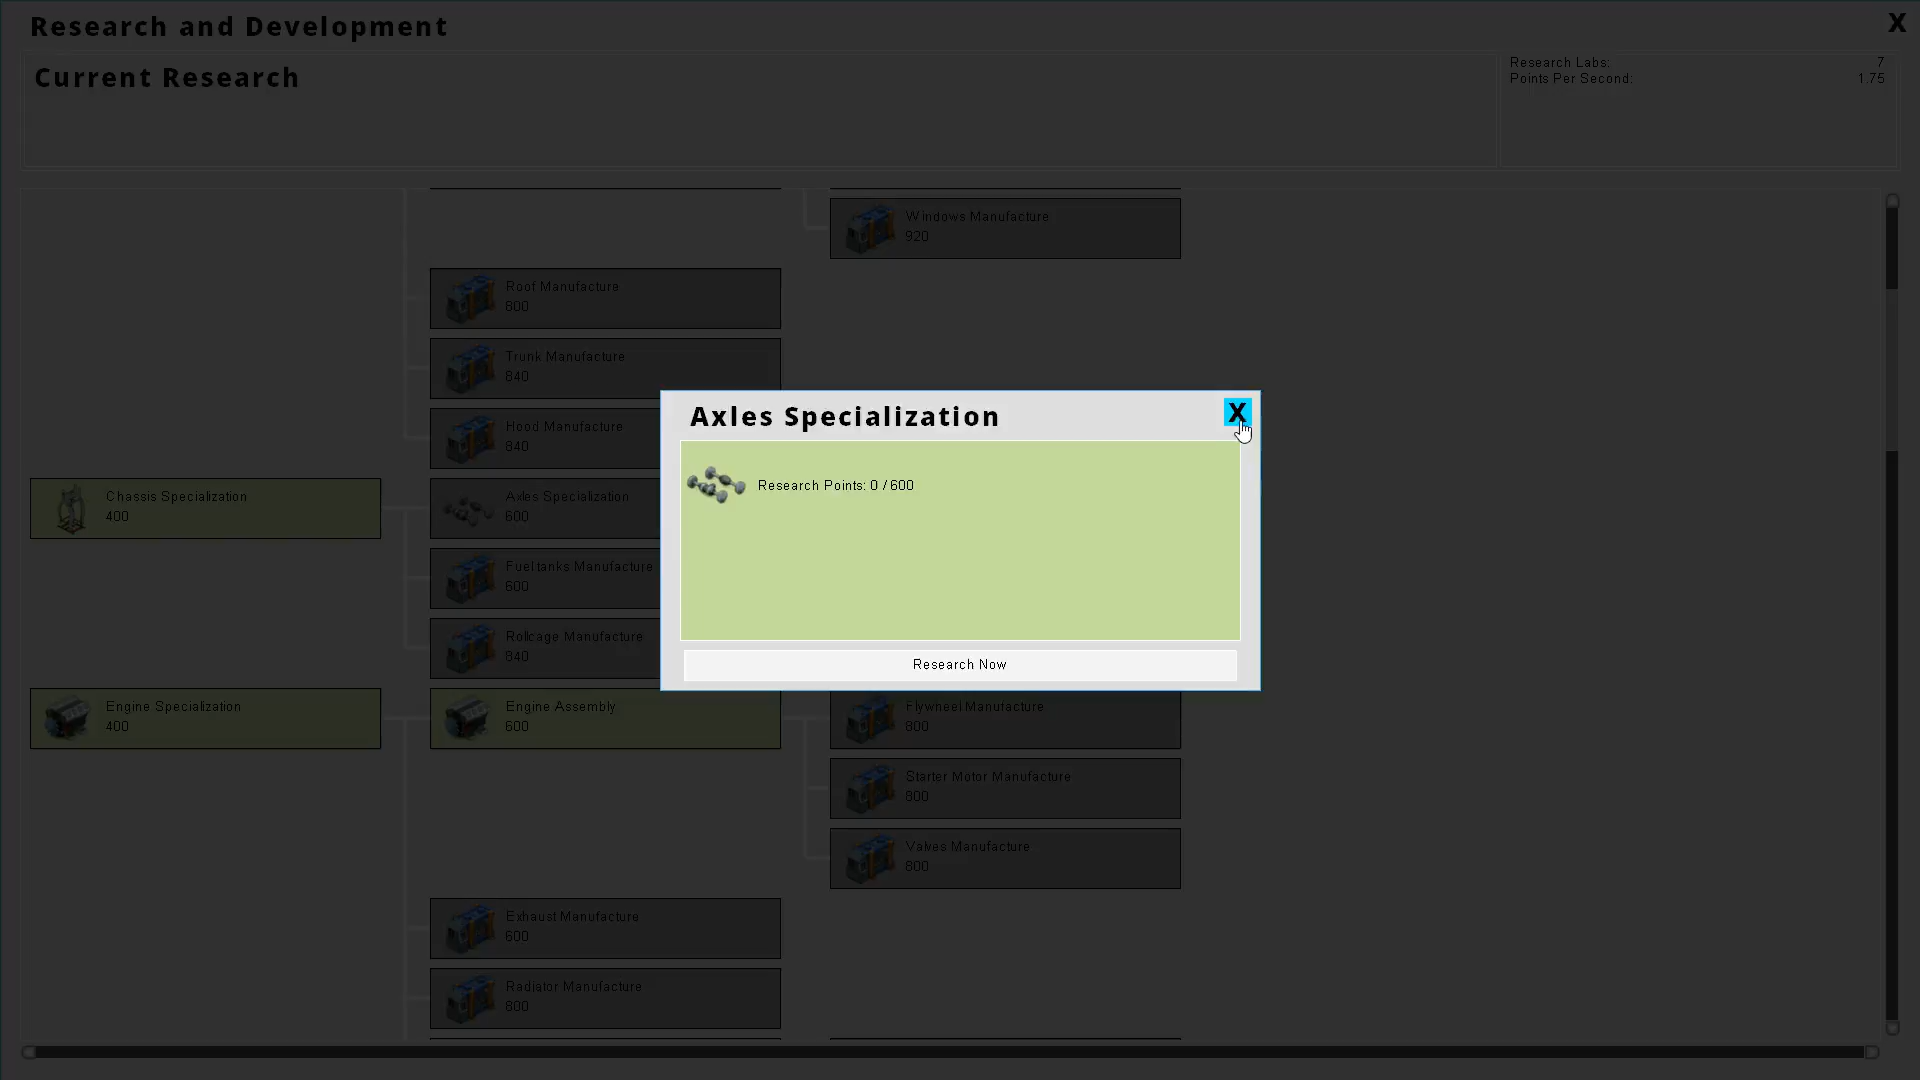 Research and Development
X
Current Research
Research Labs: 7
Points Per Second: 1.75
Windows Manufacture
920
Roof Manufacture
800
Trunk Manufacture
840
Hood Manufacture
840
Axles Specialization
X
Research Points: 0 / 600
Research Now
Chassis Specialization
400
Axles Specialization
600
Fuel tanks Manufacture
600
Rollcage Manufacture
840
Engine Specialization
400
Engine Assembly
600
Flywheel Manufacture
800
Starter Motor Manufacture
800
Valves Manufacture
800
Exhaust Manufacture
600
Radiator Manufacture
800